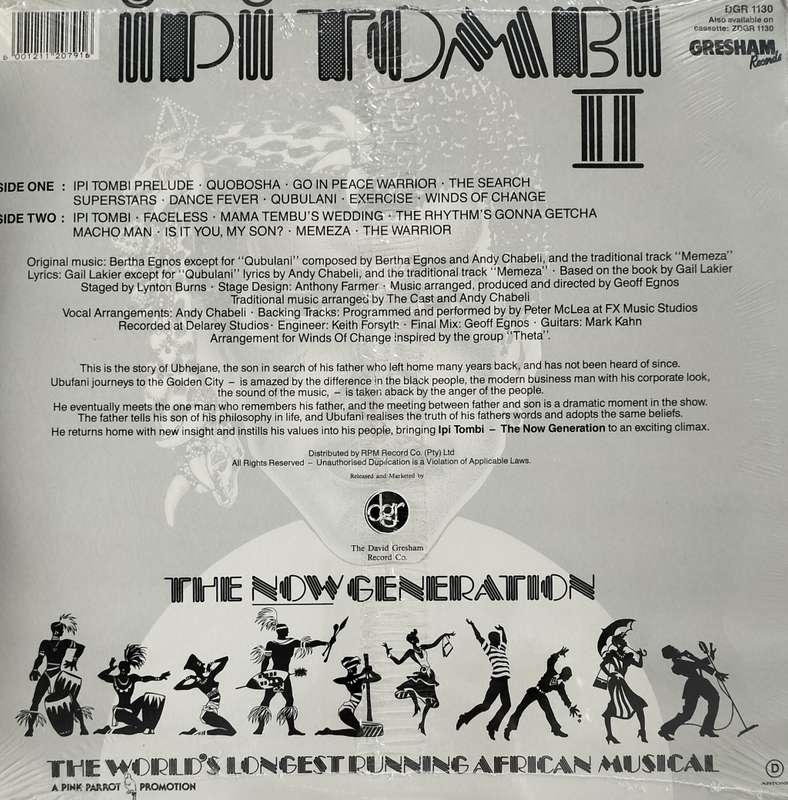 6 001211 207916
IPI TOMBI
II
DGR 1130
Also available on
cassette: ZDGR 1130
GRESHAM
Records
SIDE ONE : IPI TOMBI PRELUDE · QUOBOSHA · GO IN PEACE WARRIOR · THE SEARCH
SUPERSTARS · DANCE FEVER · QUBULANI · EXERCISE · WINDS OF CHANGE
SIDE TWO : IPI TOMBI · FACELESS · MAMA TEMBU'S WEDDING · THE RHYTHM'S GONNA GETCHA
MACHO MAN · IS IT YOU, MY SON? · MEMEZA · THE WARRIOR
Original music: Bertha Egnos except for "Qubulani" composed by Bertha Egnos and Andy Chabeli, and the traditional track "Memeza"
Lyrics: Gail Lakier except for "Qubulani" lyrics by Andy Chabeli, and the traditional track "Memeza" · Based on the book by Gail Lakier
Staged by Lynton Burns · Stage Design: Anthony Farmer · Music arranged, produced and directed by Geoff Egnos
Traditional music arranged by The Cast and Andy Chabeli
Vocal Arrangements: Andy Chabeli · Backing Tracks: Programmed and performed by by Peter McLea at FX Music Studios
Recorded at Delarey Studios · Engineer: Keith Forsyth · Final Mix: Geoff Egnos · Guitars: Mark Kahn
Arrangement for Winds Of Change inspired by the group "Theta".
This is the story of Ubhejane, the son in search of his father who left home many years back, and has not been heard of since.
Ubufani journeys to the Golden City – is amazed by the difference in the black people, the modern business man with his corporate look,
the sound of the music, – is taken aback by the anger of the people.
He eventually meets the one man who remembers his father, and the meeting between father and son is a dramatic moment in the show.
The father tells his son of his philosophy in life, and Ubufani realises the truth of his fathers words and adopts the same beliefs.
He returns home with new insight and instills his values into his people, bringing Ipi Tombi – The Now Generation to an exciting climax.
Distributed by RPM Record Co. (Pty) Ltd
All Rights Reserved – Unauthorised Duplication is a Violation of Applicable Laws.
Released and Marketed by
dgr
The David Gresham
Record Co.
THE NOW GENERATION
THE WORLD'S LONGEST RUNNING AFRICAN MUSICAL
A PINK PARROT PROMOTION
D